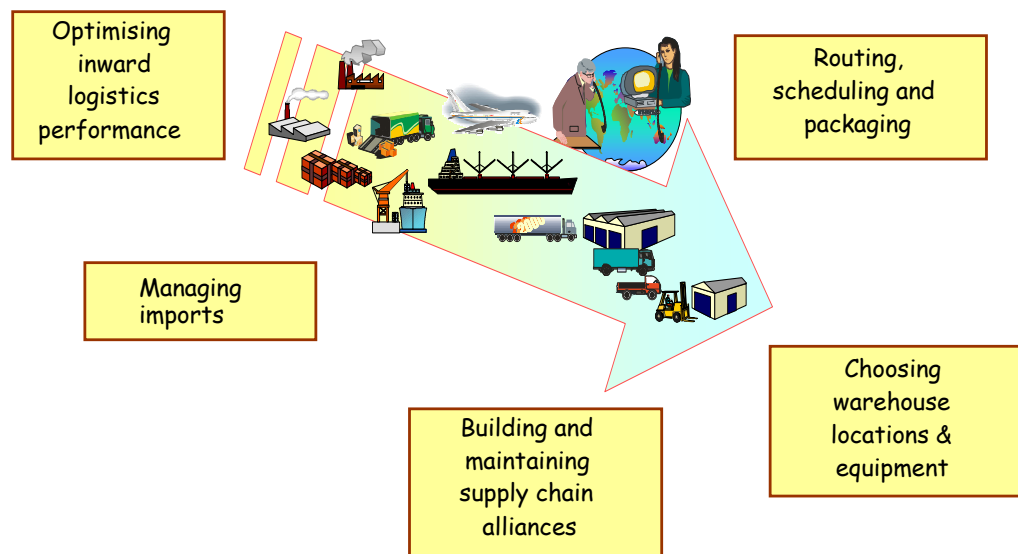 Optimising
inward
logistics
performance
Routing,
scheduling and
packaging
Managing
imports
Choosing
warehouse
locations &
equipment
Building and
maintaining
supply chain
alliances